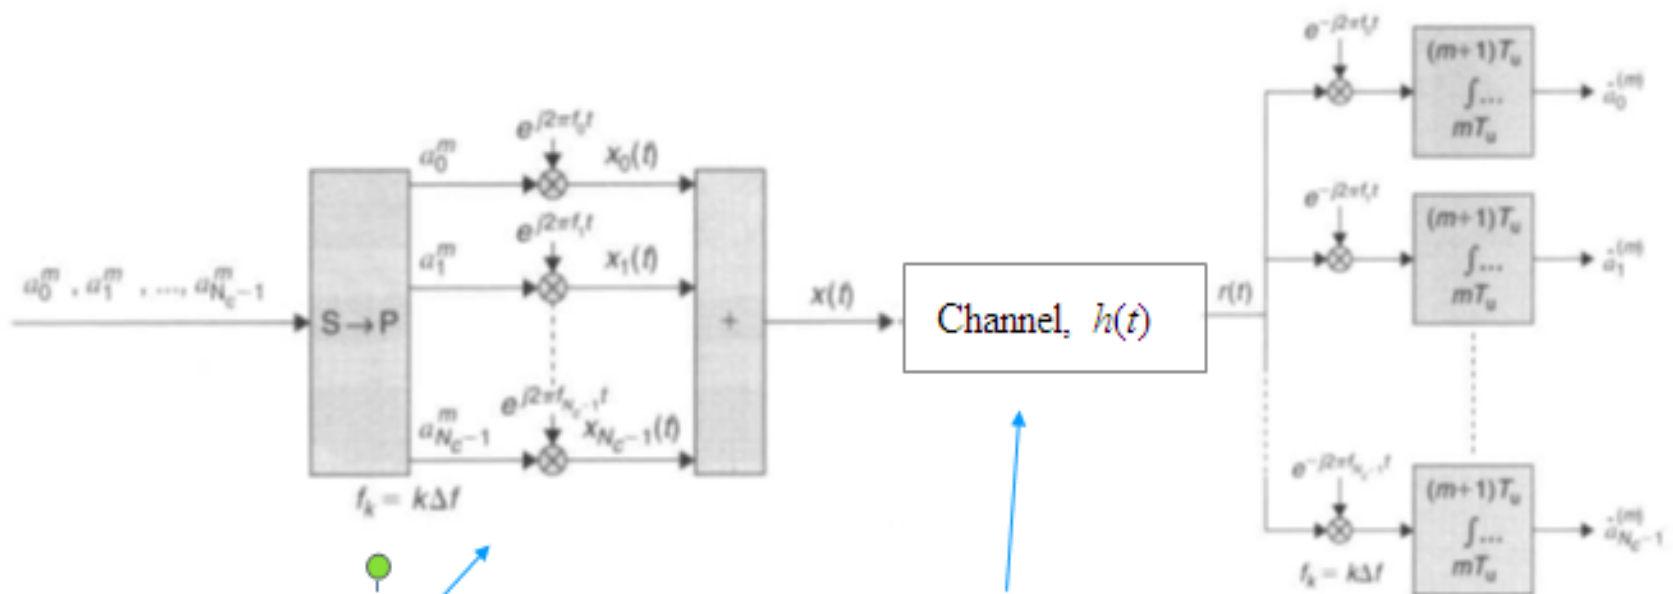 a_0^m , a_1^m , ..., a_{N_c-1}^m
S→P
a_0^m
e^{j2πf_0t}
x_0(t)
a_1^m
e^{j2πf_1t}
x_1(t)
a_{N_c-1}^m
e^{j2πf_{N_c-1}t}
x_{N_c-1}(t)
f_k = kΔf
+
x(t)
Channel, h(t)
r(t)
e^{-j2πf_0t}
(m+1)T_u
∫...
mT_u
â_0^{(m)}
e^{-j2πf_1t}
(m+1)T_u
∫...
mT_u
â_1^{(m)}
e^{-j2πf_{N_c-1}t}
(m+1)T_u
∫...
mT_u
â_{N_c-1}^{(m)}
f_k = kΔf